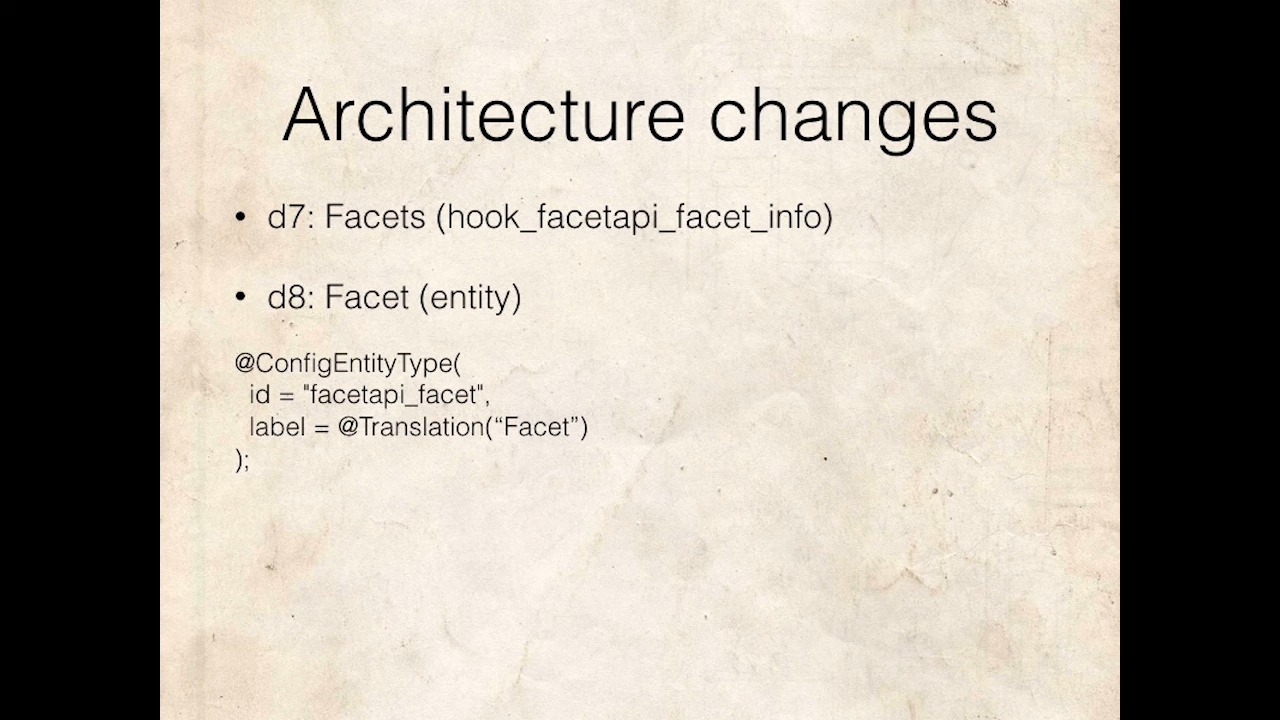 Architecture changes
• d7: Facets (hook_facetapi_facet_info)
• d8: Facet (entity)
@ConfigEntityType(
  id = "facetapi_facet",
  label = @Translation(“Facet”)
);